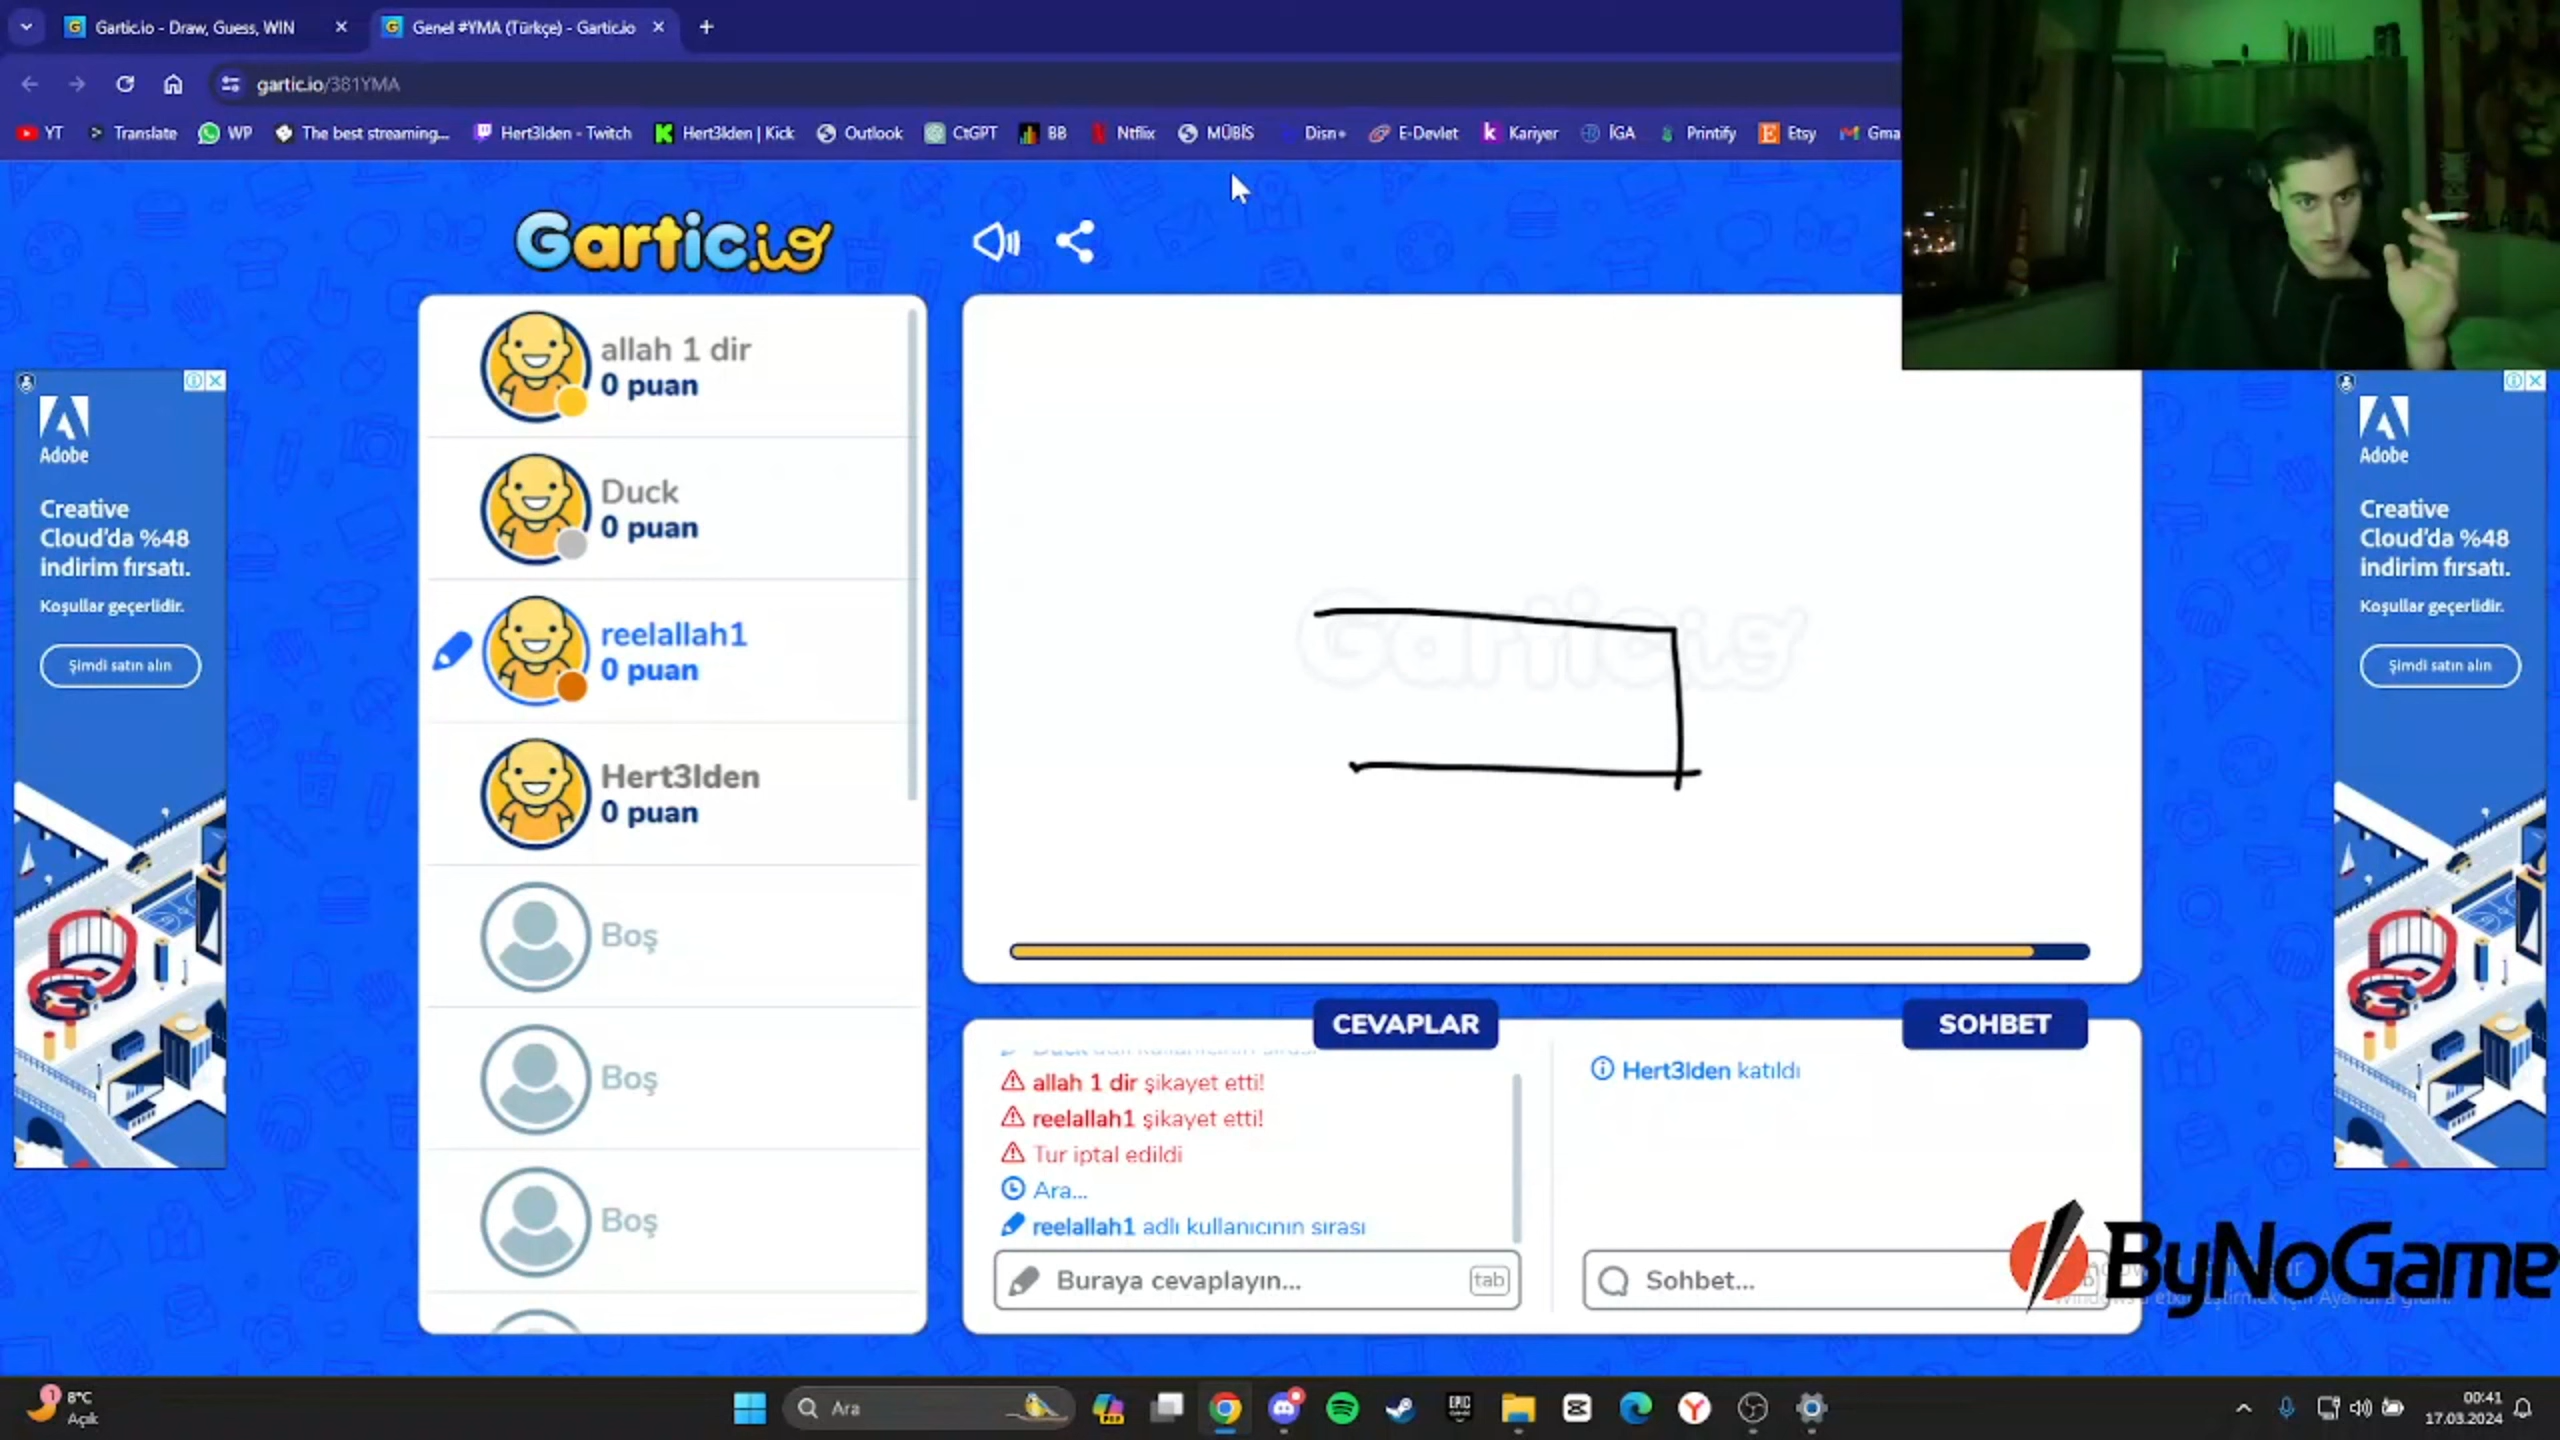 Gartic.io - Draw, Guess, WIN
Genel #YMA (Türkçe) - Gartic.io
gartic.io/381YMA
YT
Translate
WP
The best streaming...
Hert3lden - Twitch
Hert3lden | Kick
Outlook
CtGPT
BB
Ntflix
MÜBİS
Disn+
E-Devlet
Kariyer
İGA
Printify
Etsy
Gma
Gartic.io
allah 1 dir
0 puan
Duck
0 puan
reelallah1
0 puan
Hert3lden
0 puan
Boş
Boş
Boş
Adobe
Creative
Cloud'da %48
indirim fırsatı.
Koşullar geçerlidir.
Şimdi satın alın
Gartic.io
Adobe
Creative
Cloud'da %48
indirim fırsatı.
Koşullar geçerlidir.
Şimdi satın alın
CEVAPLAR
allah 1 dir şikayet etti!
reelallah1 şikayet etti!
Tur iptal edildi
Ara...
reelallah1 adlı kullanıcının sırası
Buraya cevaplayın...
tab
SOHBET
Hert3lden katıldı
Sohbet...
ByNoGame
8°C
Açık
Ara
00:41
17.03.2024